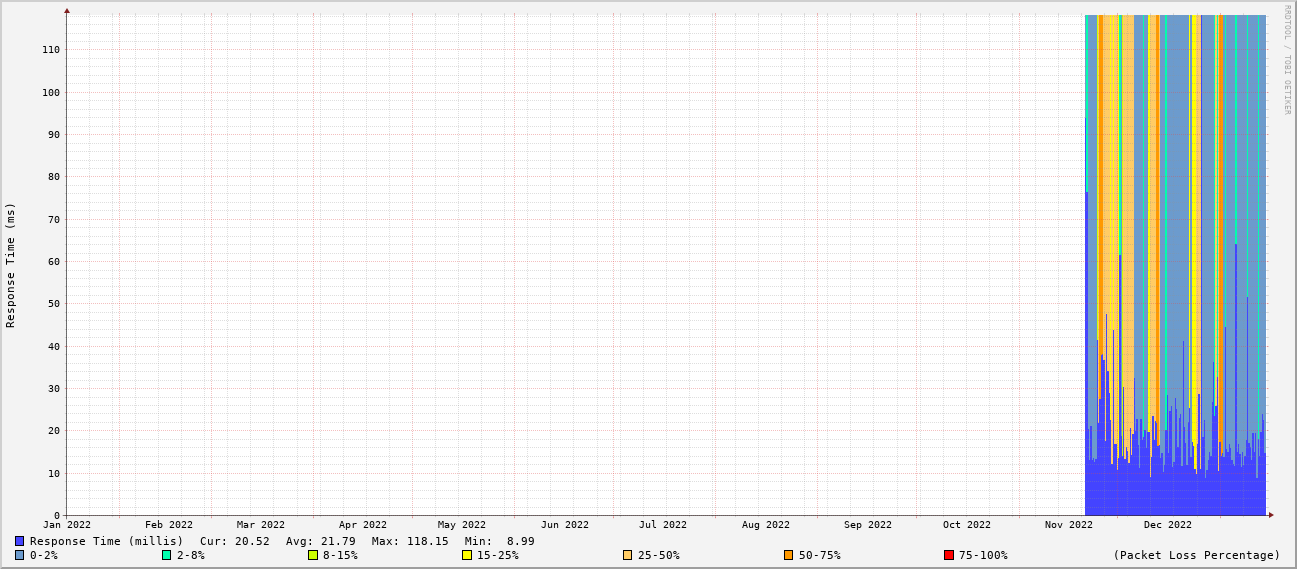 RRDTOOL / TOBI OETIKER
Response Time (ms)
110
100
90
80
70
60
50
40
30
20
10
0
Jan 2022 Feb 2022 Mar 2022 Apr 2022 May 2022 Jun 2022 Jul 2022 Aug 2022 Sep 2022 Oct 2022 Nov 2022 Dec 2022
Response Time (millis) Cur: 20.52 Avg: 21.79 Max: 118.15 Min: 8.99
0-2% 2-8% 8-15% 15-25% 25-50% 50-75% 75-100% (Packet Loss Percentage)